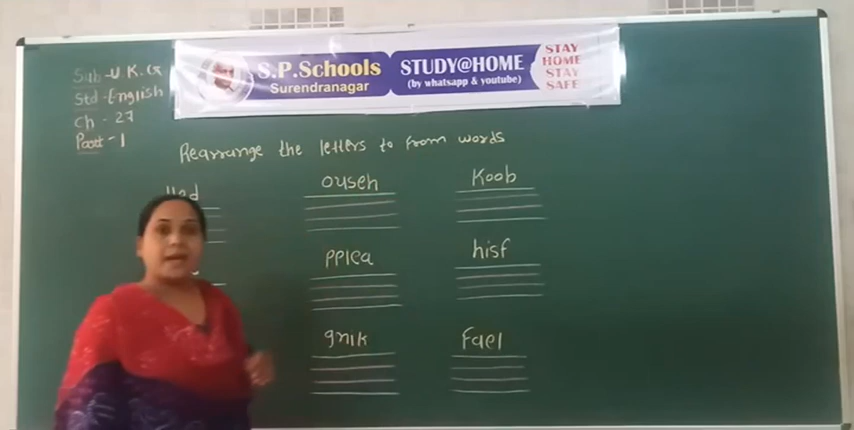 S.P.Schools
Surendranagar
STUDY@HOME
(by whatsapp & youtube)
STAY
HOME
STAY
SAFE
Sub-U K.G
Std-English
Ch - 27
Part-1
Rearrange the letters to from words
ouseh
Koob
pplea
hisf
gnik
Fael